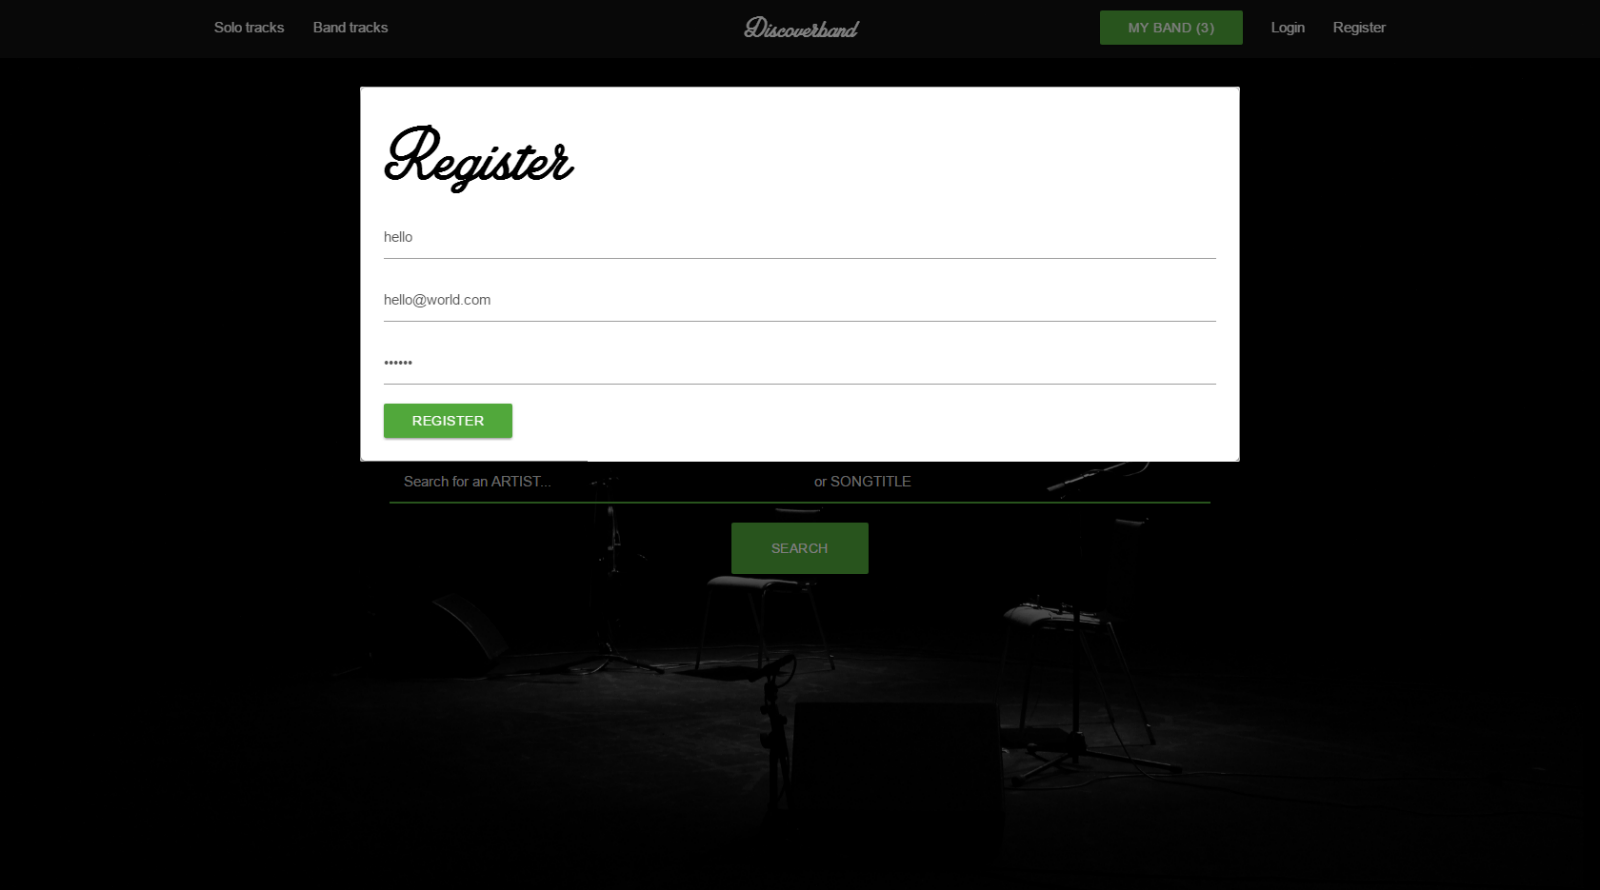 Solo tracks Band tracks Discoverband MY BAND (3) Login Register
Register
hello
hello@world.com
••••••
REGISTER
Search for an ARTIST... or SONGTITLE
SEARCH